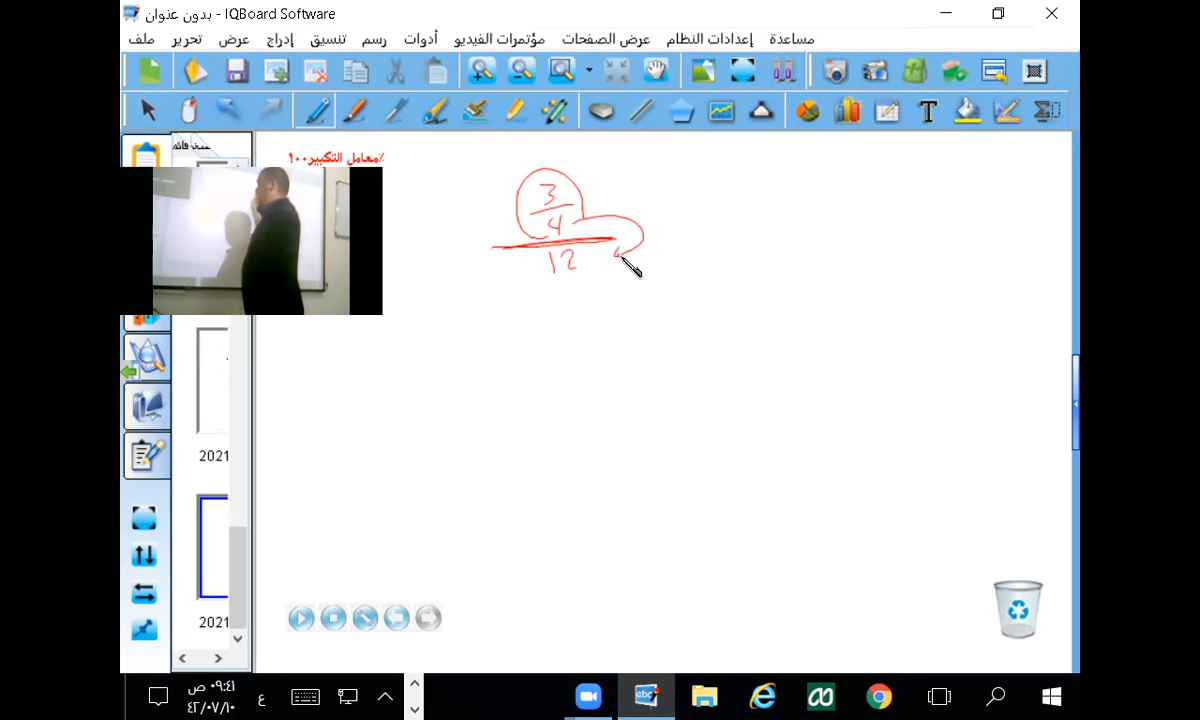 بدون عنوان - IQBoard Software
ملف تحرير عرض إدراج تنسيق رسم أدوات مؤتمرات الفيديو عرض الصفحات إعدادات النظام مساعدة
معامل التكبير١٠٠٪
3
4
12
2021
2021
٠٩:٤١ ص
٤٢/٠٧/١٠
ع
abc